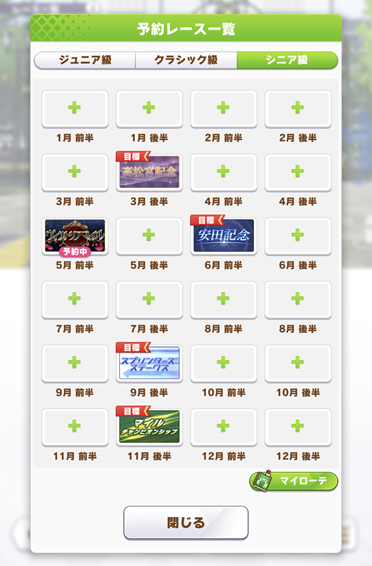 予約レース一覧
ジュニア級 クラシック級 シニア級
1月 前半 1月 後半 2月 前半 2月 後半
目標
高松宮記念
3月 前半 3月 後半 4月 前半 4月 後半
目標
ヴィクトリアマイル 安田記念
予約中
5月 前半 5月 後半 6月 前半 6月 後半
7月 前半 7月 後半 8月 前半 8月 後半
目標
スプリンターズ
ステークス
9月 前半 9月 後半 10月 前半 10月 後半
目標
マイル
チャンピオンシップ
11月 前半 11月 後半 12月 前半 12月 後半
マイローテ
閉じる